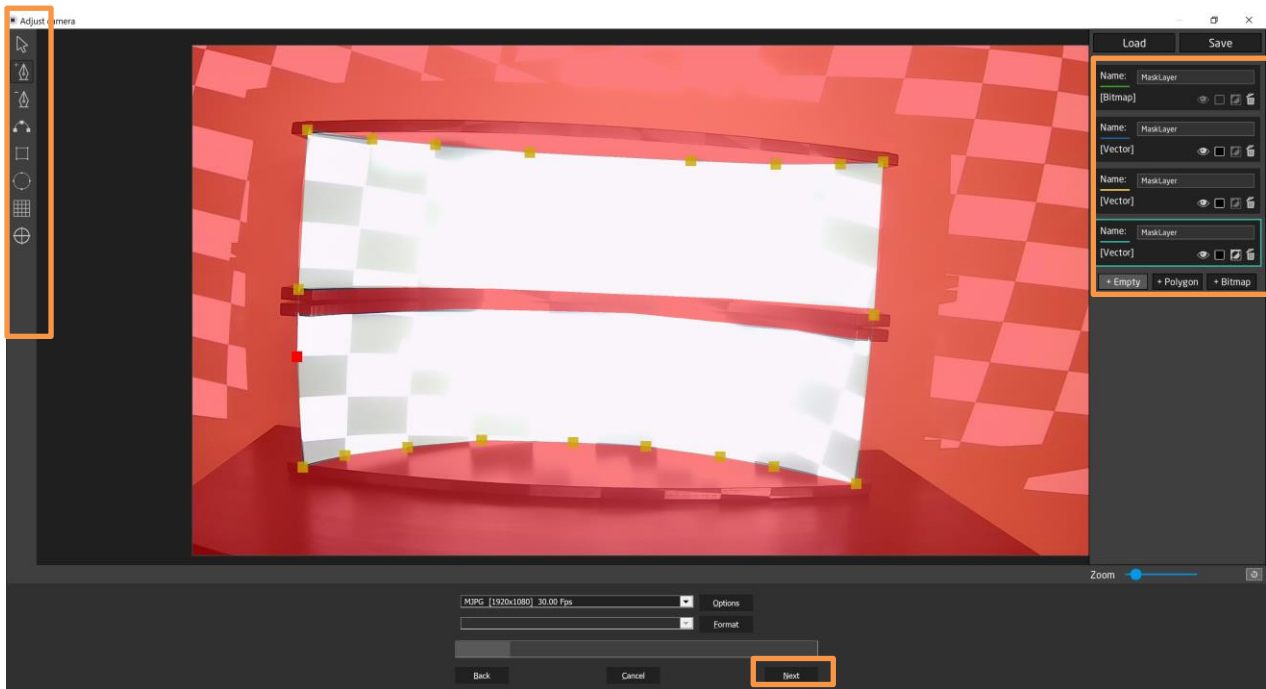 Adjust camera
Load Save
Name: MaskLayer
[Bitmap]
Name: MaskLayer
[Vector]
Name: MaskLayer
[Vector]
Name: MaskLayer
[Vector]
+ Empty + Polygon + Bitmap
Zoom
MJPG [1920x1080] 30.00 Fps Options
Format
Back Cancel Next